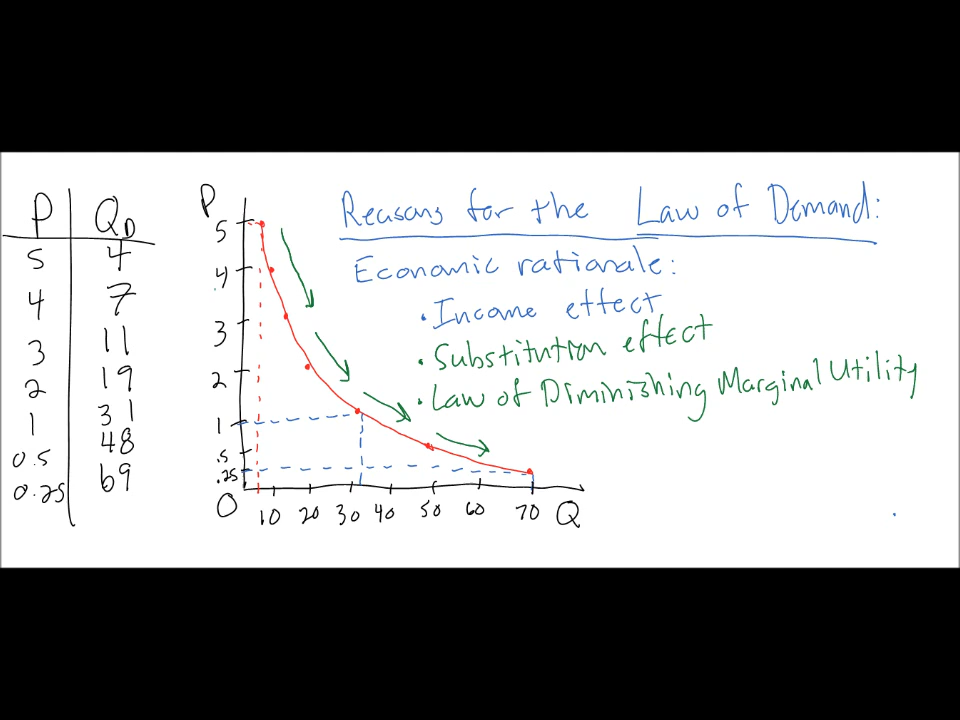 P QD
5 4
4 7
3 11
2 19
1 31
0.5 48
0.25 69
P
5
4
3
2
1
.5
.25
0 10 20 30 40 50 60 70 Q
Reasons for the Law of Demand:
Economic rationale:
• Income effect
• Substitution effect
• Law of Diminishing Marginal Utility